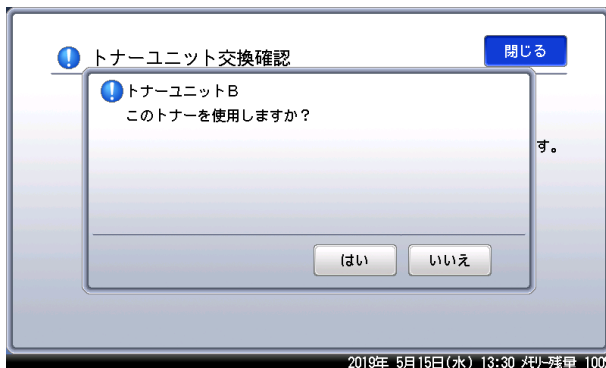 トナーユニット交換確認
閉じる
トナーユニットB
このトナーを使用しますか？
す。
はい
いいえ
2019年 5月15日(水) 13:30 メモリー残量 100%